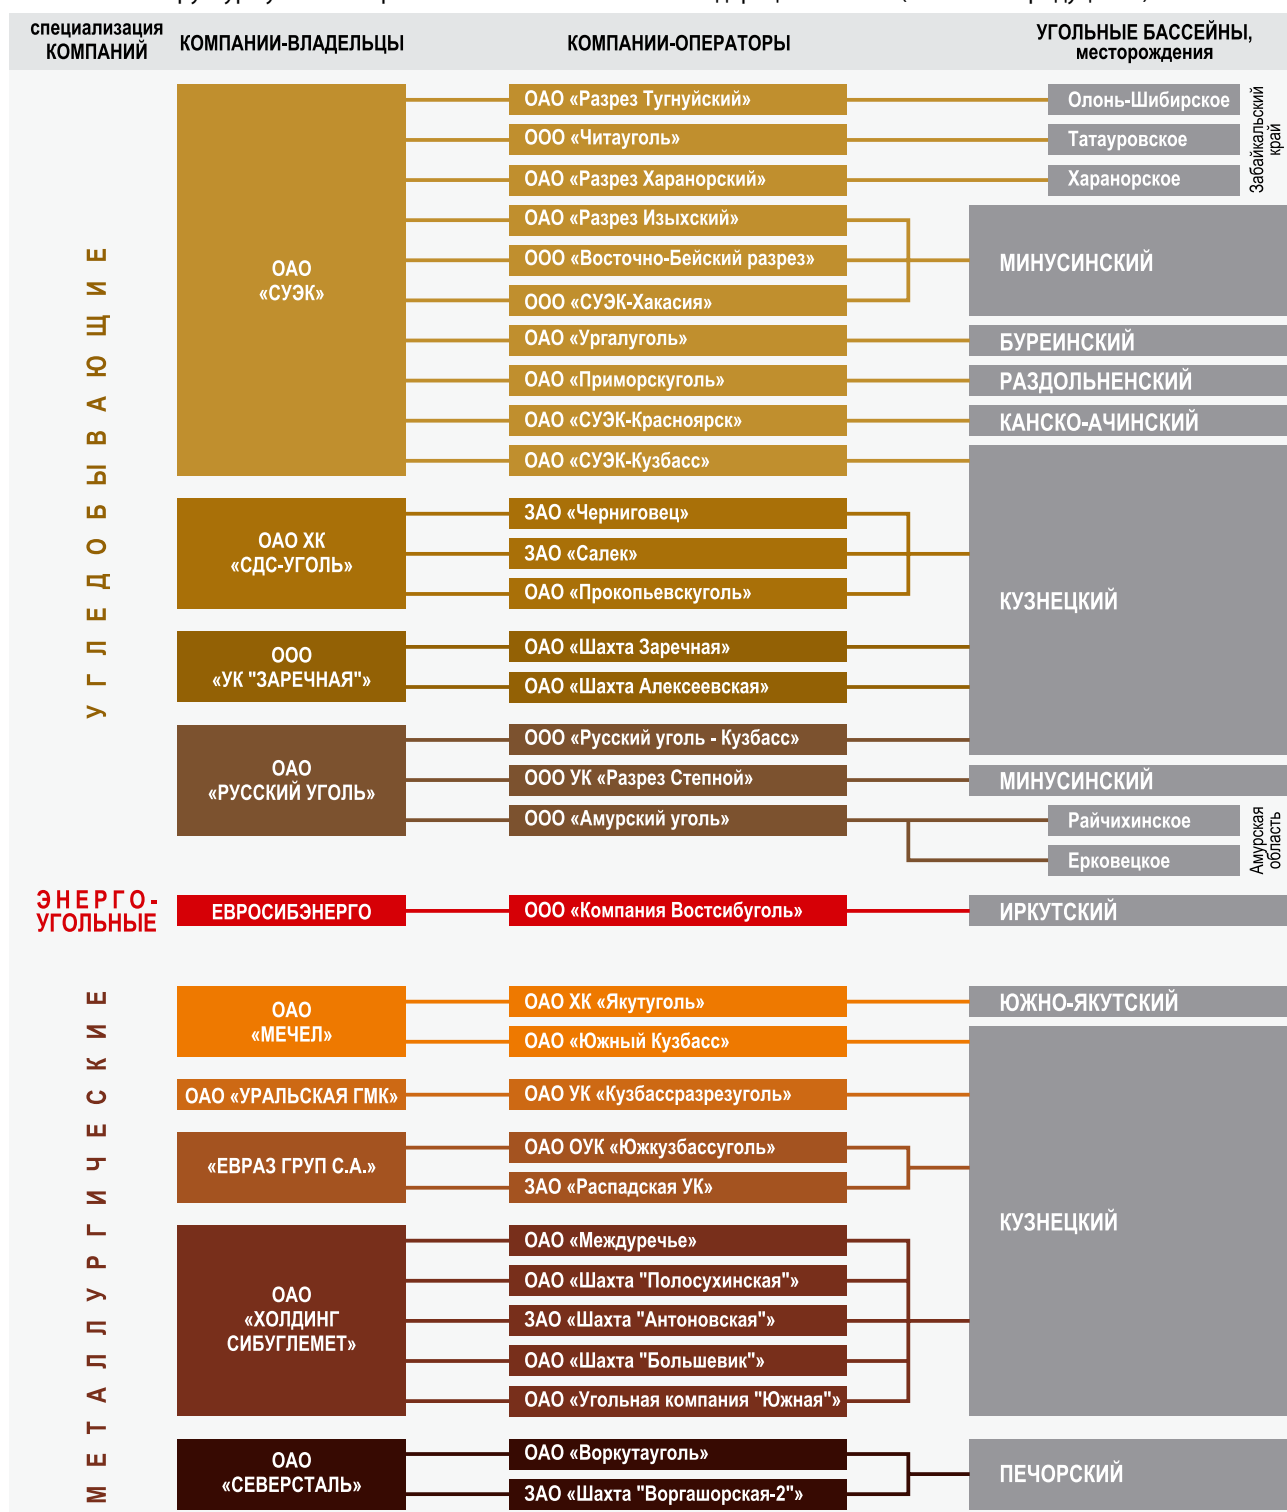 специализация
КОМПАНИЙ
КОМПАНИИ-ВЛАДЕЛЬЦЫ
КОМПАНИИ-ОПЕРАТОРЫ
УГОЛЬНЫЕ БАССЕЙНЫ,
месторождения
УГЛЕДОБЫВАЮЩИЕ
ОАО
«СУЭК»
ОАО «Разрез Тугнуйский»
Олонь-Шибирское
ООО «Читауголь»
Татауровское
ОАО «Разрез Харанорский»
Харанорское
Забайкальский
край
ОАО «Разрез Изыхский»
ООО «Восточно-Бейский разрез»
ООО «СУЭК-Хакасия»
МИНУСИНСКИЙ
ОАО «Ургалуголь»
БУРЕИНСКИЙ
ОАО «Приморскуголь»
РАЗДОЛЬНЕНСКИЙ
ОАО «СУЭК-Красноярск»
КАНСКО-АЧИНСКИЙ
ОАО «СУЭК-Кузбасс»
ОАО ХК
«СДС-УГОЛЬ»
ЗАО «Черниговец»
ЗАО «Салек»
ОАО «Прокопьевскуголь»
КУЗНЕЦКИЙ
ООО
«УК "ЗАРЕЧНАЯ"»
ОАО «Шахта Заречная»
ОАО «Шахта Алексеевская»
ОАО
«РУССКИЙ УГОЛЬ»
ООО «Русский уголь - Кузбасс»
ООО УК «Разрез Степной»
МИНУСИНСКИЙ
ООО «Амурский уголь»
Райчихинское
Ерковецкое
Амурская
область
ЭНЕРГО-
УГОЛЬНЫЕ
ЕВРОСИБЭНЕРГО
ООО «Компания Востсибуголь»
ИРКУТСКИЙ
МЕТАЛЛУРГИЧЕСКИЕ
ОАО
«МЕЧЕЛ»
ОАО ХК «Якутуголь»
ЮЖНО-ЯКУТСКИЙ
ОАО «Южный Кузбасс»
ОАО «УРАЛЬСКАЯ ГМК»
ОАО УК «Кузбассразрезуголь»
«ЕВРАЗ ГРУП С.А.»
ОАО ОУК «Южкузбассуголь»
ЗАО «Распадская УК»
КУЗНЕЦКИЙ
ОАО
«ХОЛДИНГ
СИБУГЛЕМЕТ»
ОАО «Междуречье»
ОАО «Шахта "Полосухинская"»
ЗАО «Шахта "Антоновская"»
ОАО «Шахта "Большевик"»
ОАО «Угольная компания "Южная"»
ОАО
«СЕВЕРСТАЛЬ»
ОАО «Воркутауголь»
ЗАО «Шахта "Воргашорская-2"»
ПЕЧОРСКИЙ